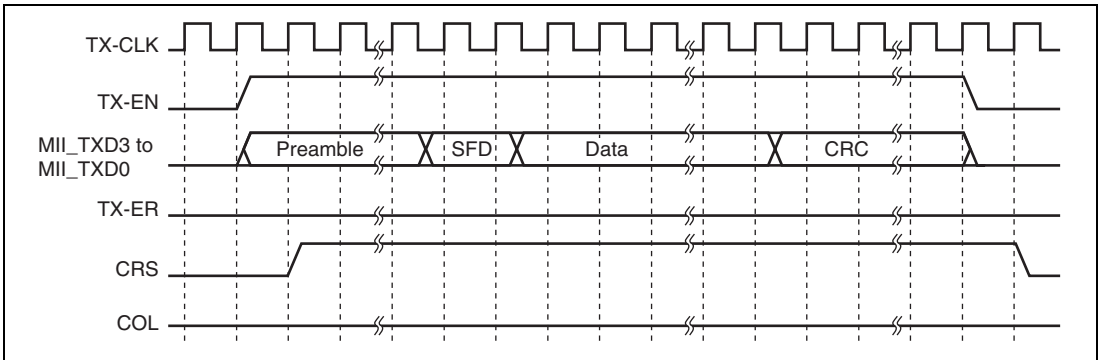 TX-CLK
TX-EN
MII_TXD3 to
MII_TXD0
Preamble
SFD
Data
CRC
TX-ER
CRS
COL